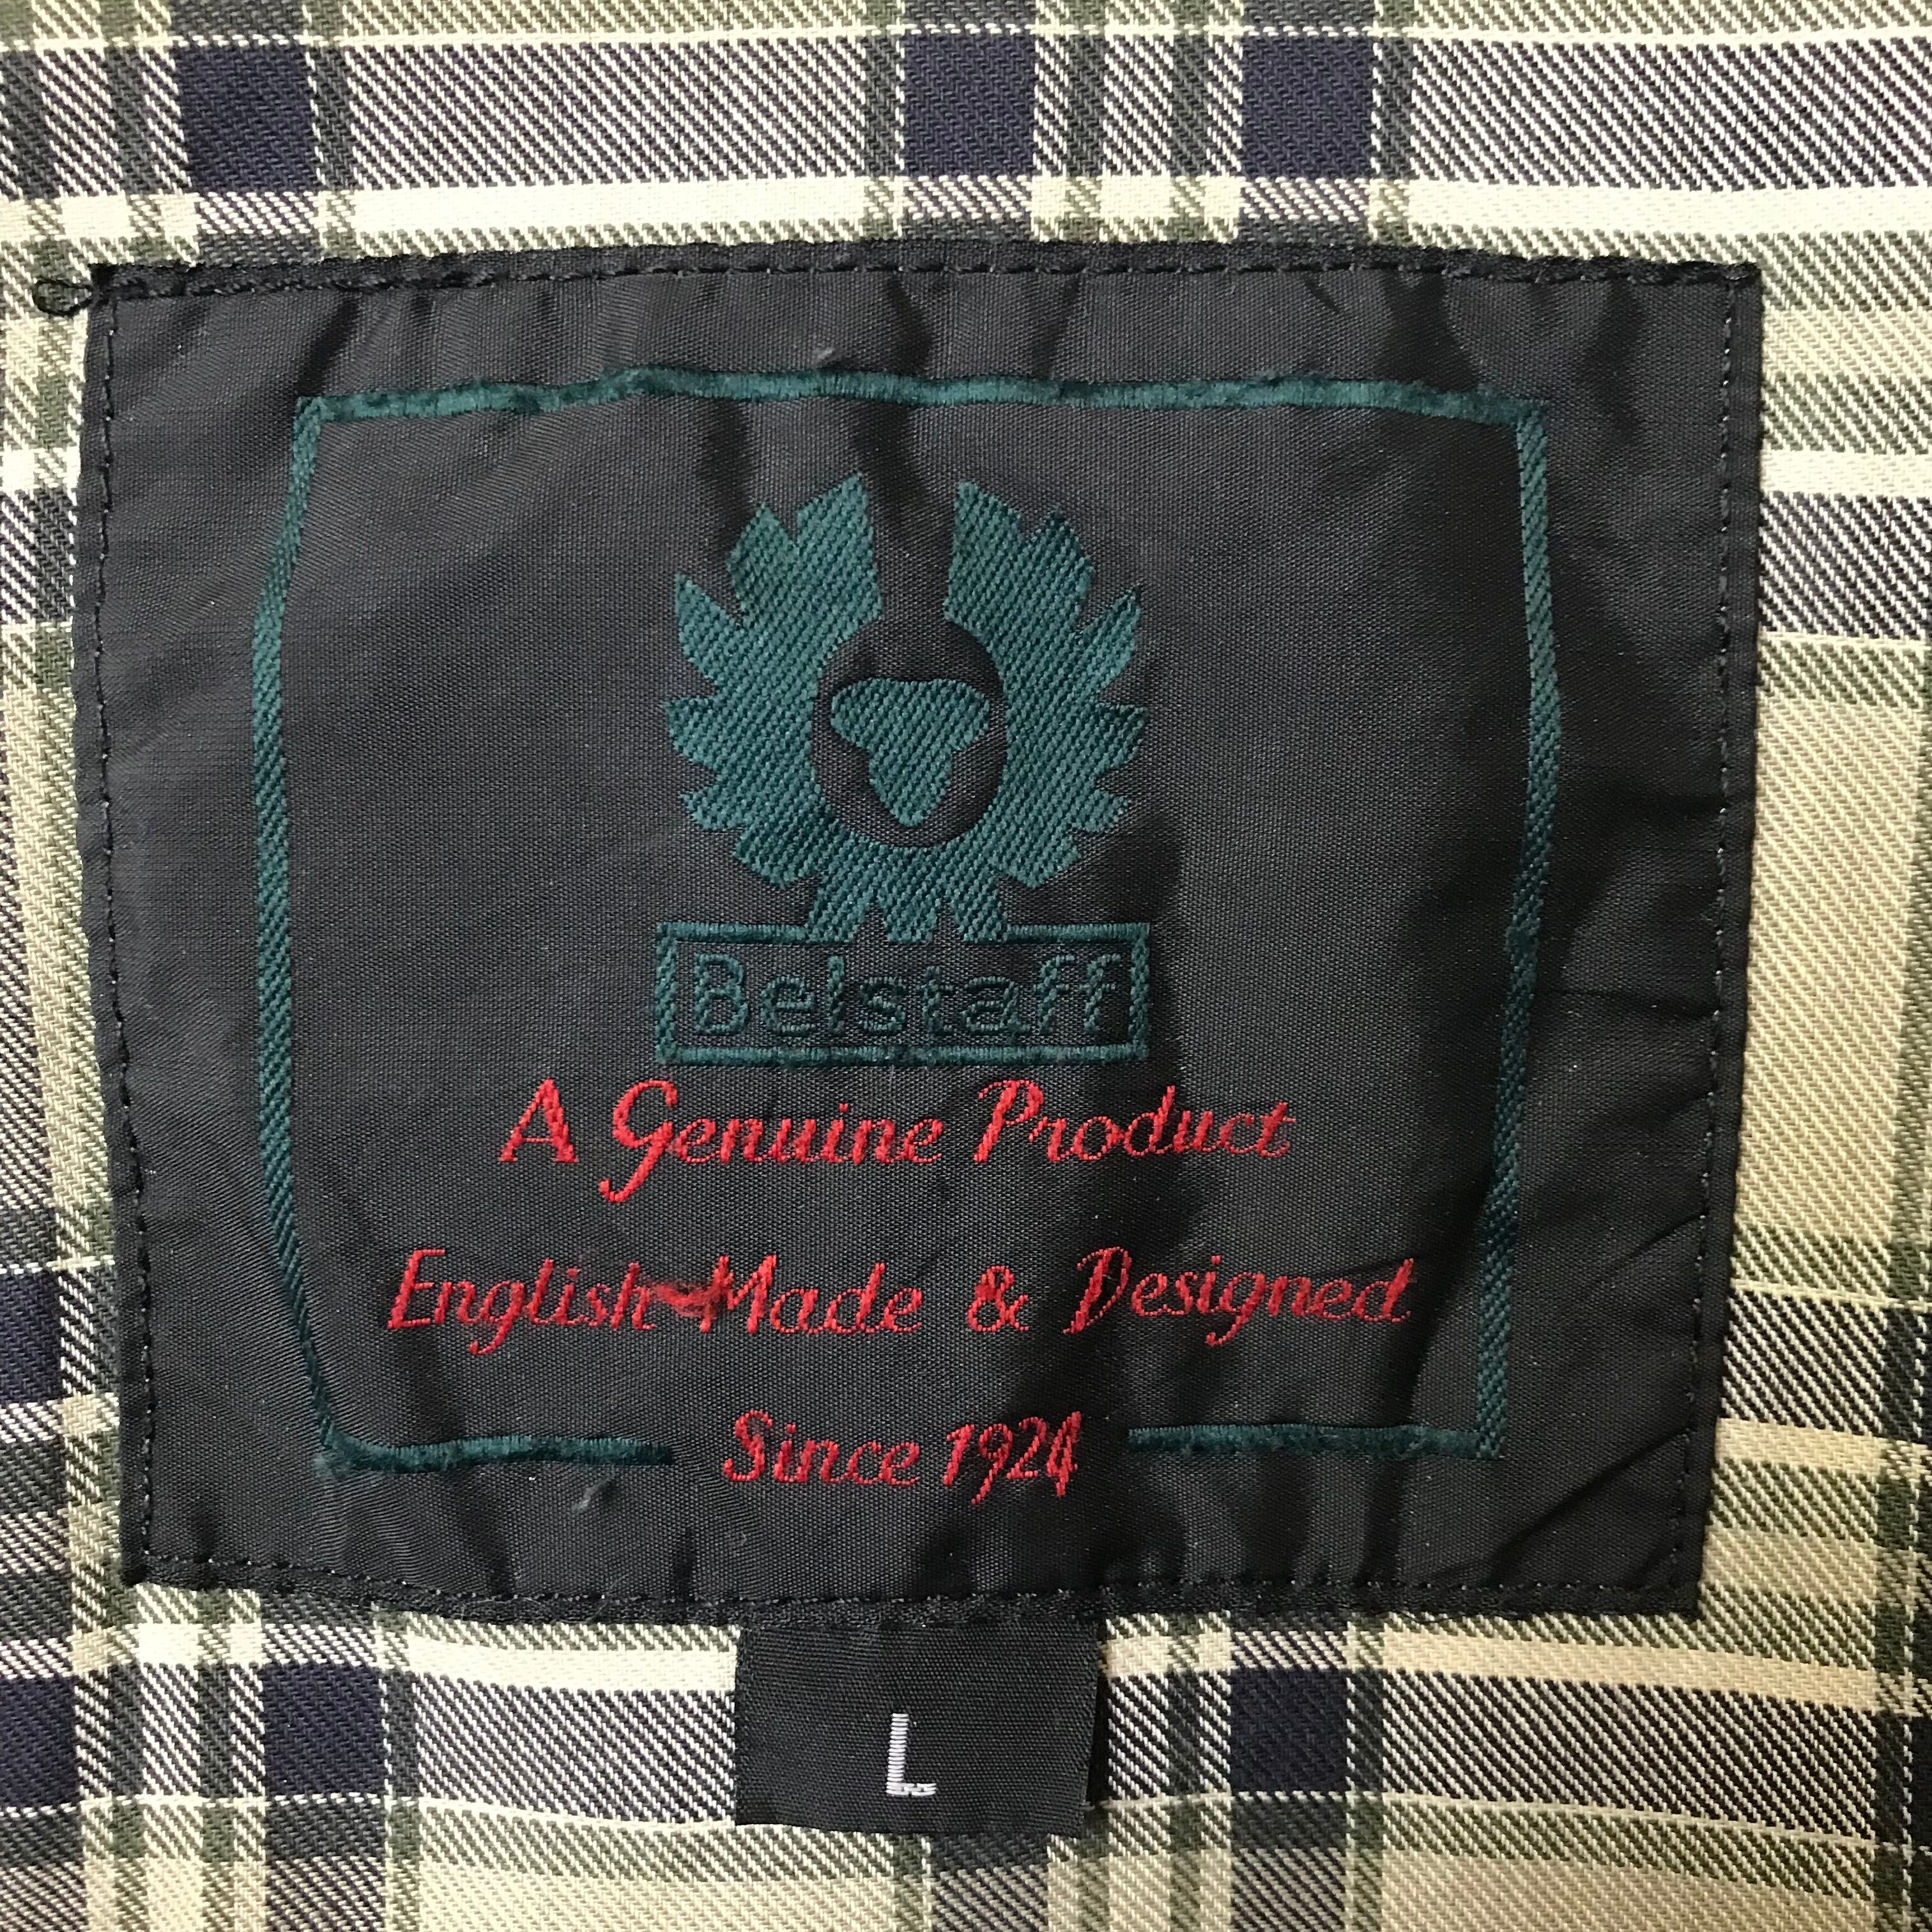 Belstaff
A Genuine Product
English Made & Designed
Since 1924
L